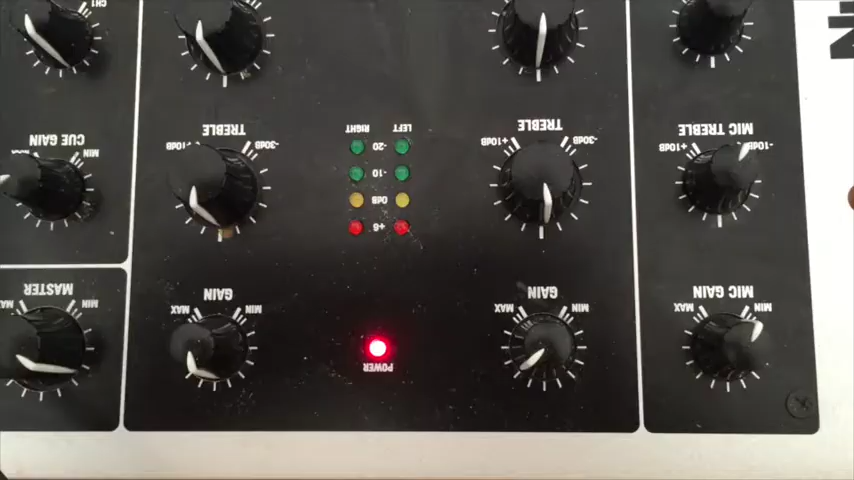 POWER
MIN MAX
MIN MAX
MIN MAX
MIN MAX
MIC GAIN
GAIN
GAIN
MASTER
+6
0dB
-10
-20
LEFT RIGHT
-10dB +10dB
-30dB +10dB
-30dB +10dB
MIN
MIC TREBLE
TREBLE
TREBLE
CUE GAIN
CH1